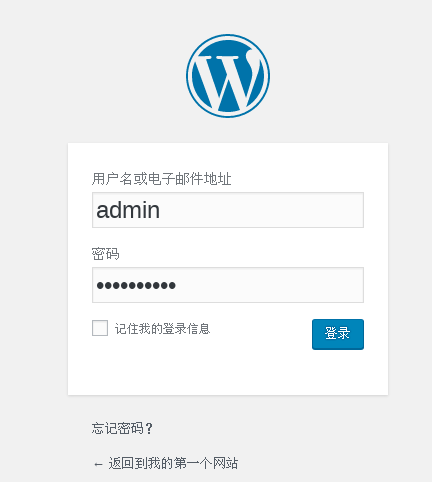 用户名或电子邮件地址
admin
密码
••••••••••
记住我的登录信息
登录
忘记密码？
← 返回到我的第一个网站